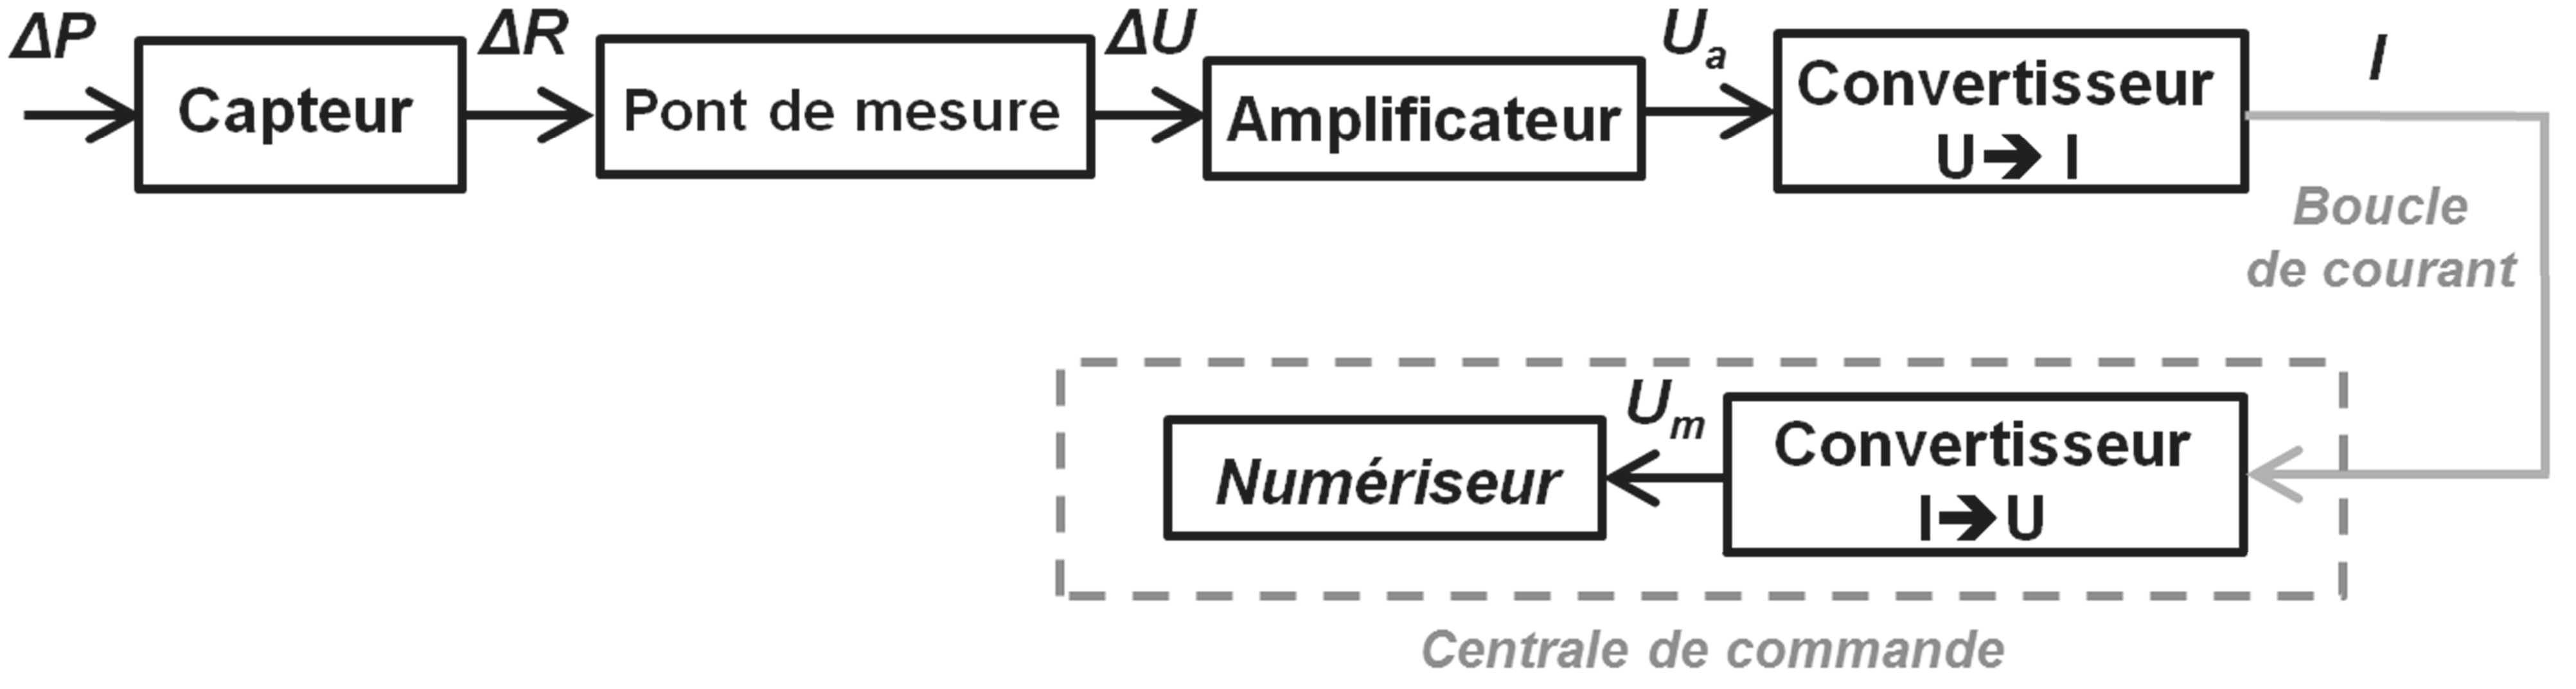 ΔP
Capteur
ΔR
Pont de mesure
ΔU
Amplificateur
Ua
Convertisseur
U➔ I
I
Boucle
de courant
Convertisseur
I➔U
Um
Numériseur
Centrale de commande